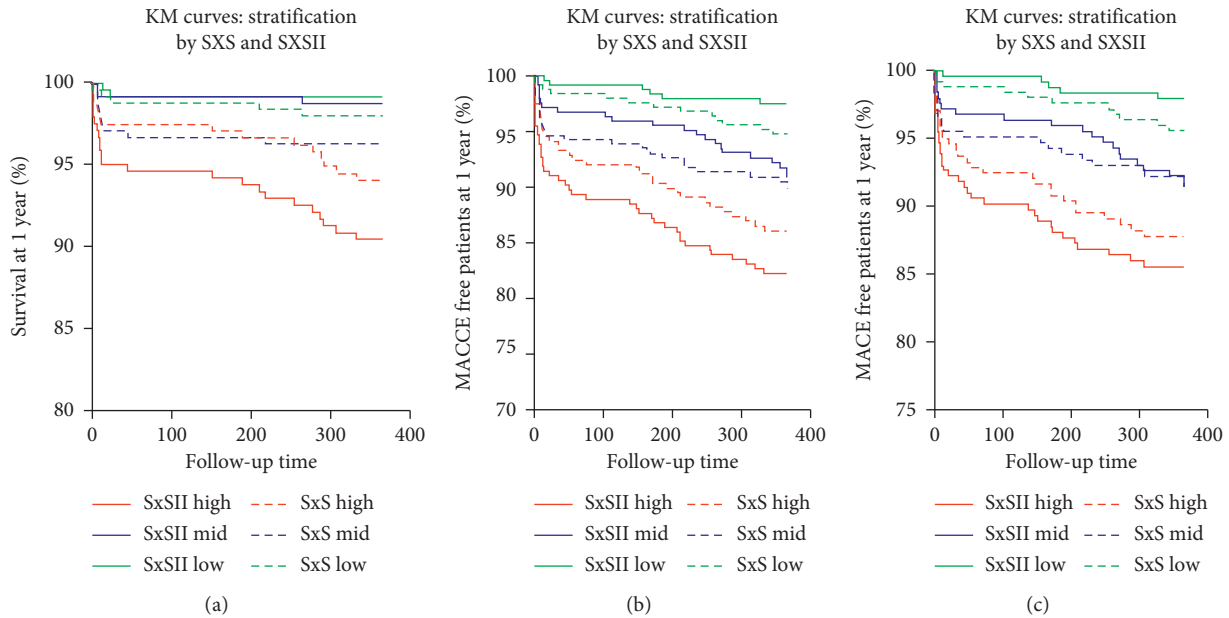 KM curves: stratification
by SXS and SXSII
Survival at 1 year (%)
100
95
90
85
80
0 100 200 300 400
Follow-up time
SxSII high SxS high
SxSII mid SxS mid
SxSII low SxS low
(a)
KM curves: stratification
by SXS and SXSII
MACCE free patients at 1 year (%)
100
95
90
85
80
75
70
0 100 200 300 400
Follow-up time
SxSII high SxS high
SxSII mid SxS mid
SxSII low SxS low
(b)
KM curves: stratification
by SXS and SXSII
MACE free patients at 1 year (%)
100
95
90
85
80
75
0 100 200 300 400
Follow-up time
SxSII high SxS high
SxSII mid SxS mid
SxSII low SxS low
(c)